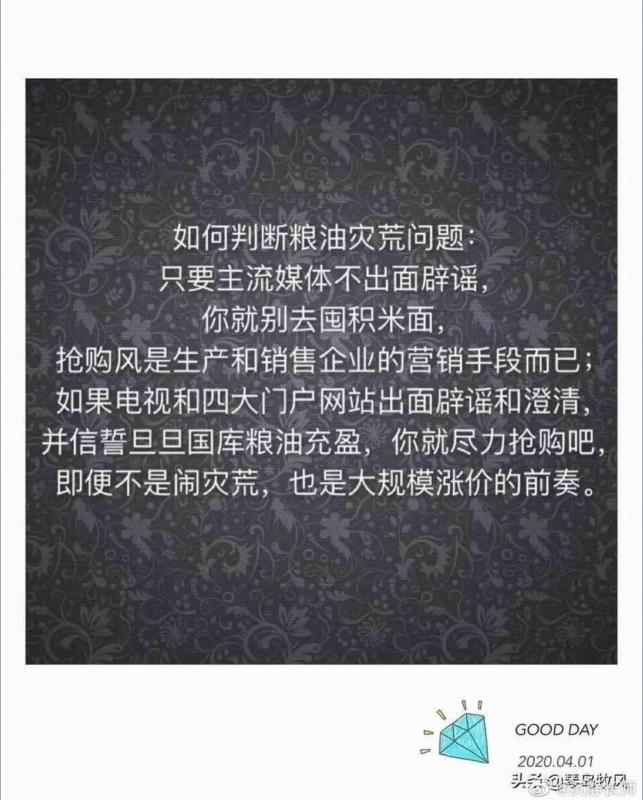 如何判断粮油灾荒问题：
只要主流媒体不出面辟谣，
你就别去囤积米面，
抢购风是生产和销售企业的营销手段而已；
如果电视和四大门户网站出面辟谣和澄清，
并信誓旦旦国库粮油充盈，你就尽力抢购吧，
即便不是闹灾荒，也是大规模涨价的前奏。
GOOD DAY
2020.04.01
头条@琴岛牧风